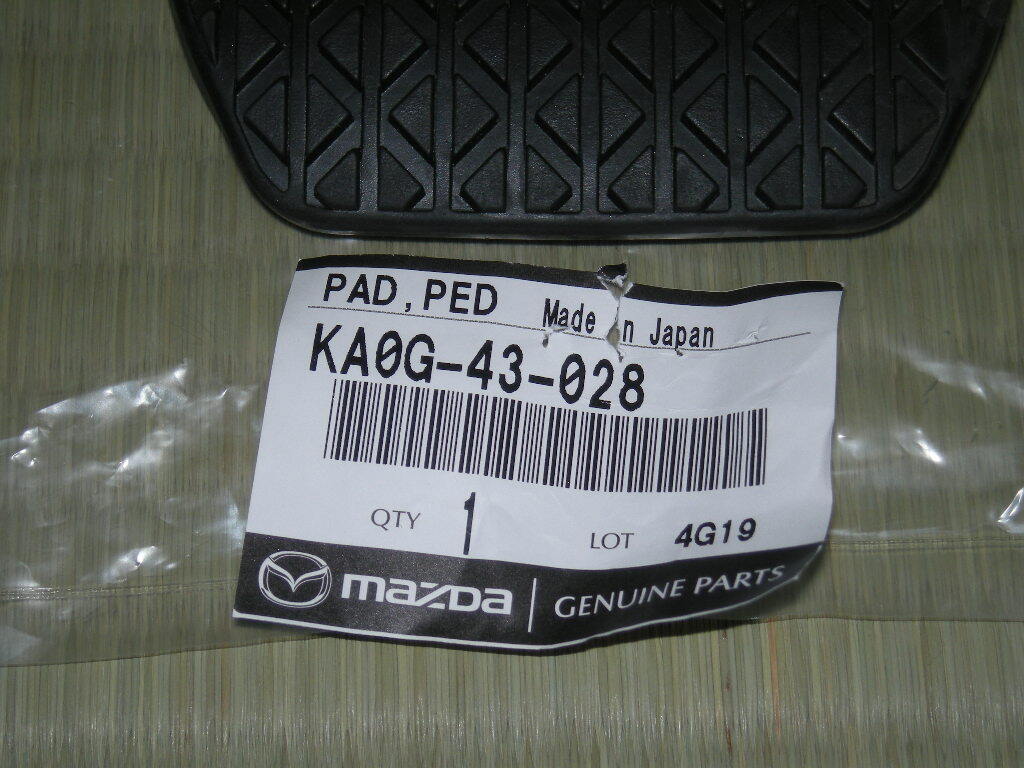 PAD,PED Made in Japan
KA0G-43-028
QTY 1 LOT 4G19
mazda GENUINE PARTS